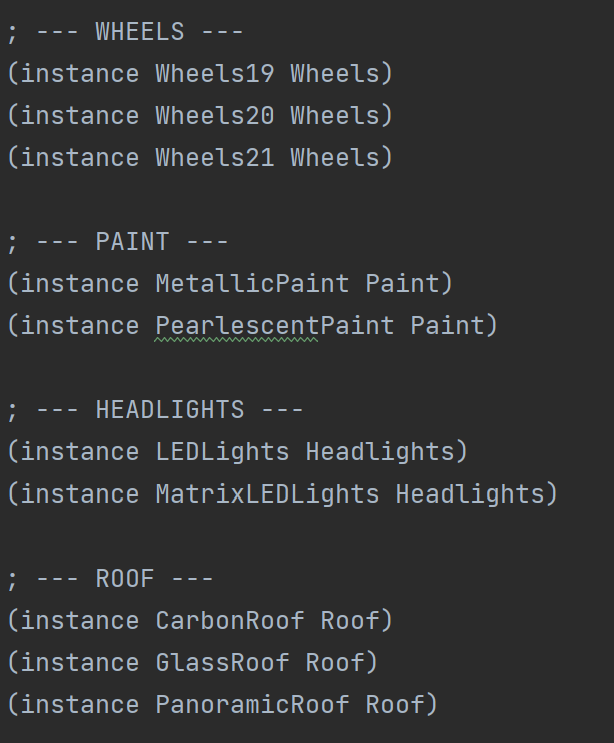 ; --- WHEELS ---
(instance Wheels19 Wheels)
(instance Wheels20 Wheels)
(instance Wheels21 Wheels)
; --- PAINT ---
(instance MetallicPaint Paint)
(instance PearlescentPaint Paint)
; --- HEADLIGHTS ---
(instance LEDLights Headlights)
(instance MatrixLEDLights Headlights)
; --- ROOF ---
(instance CarbonRoof Roof)
(instance GlassRoof Roof)
(instance PanoramicRoof Roof)